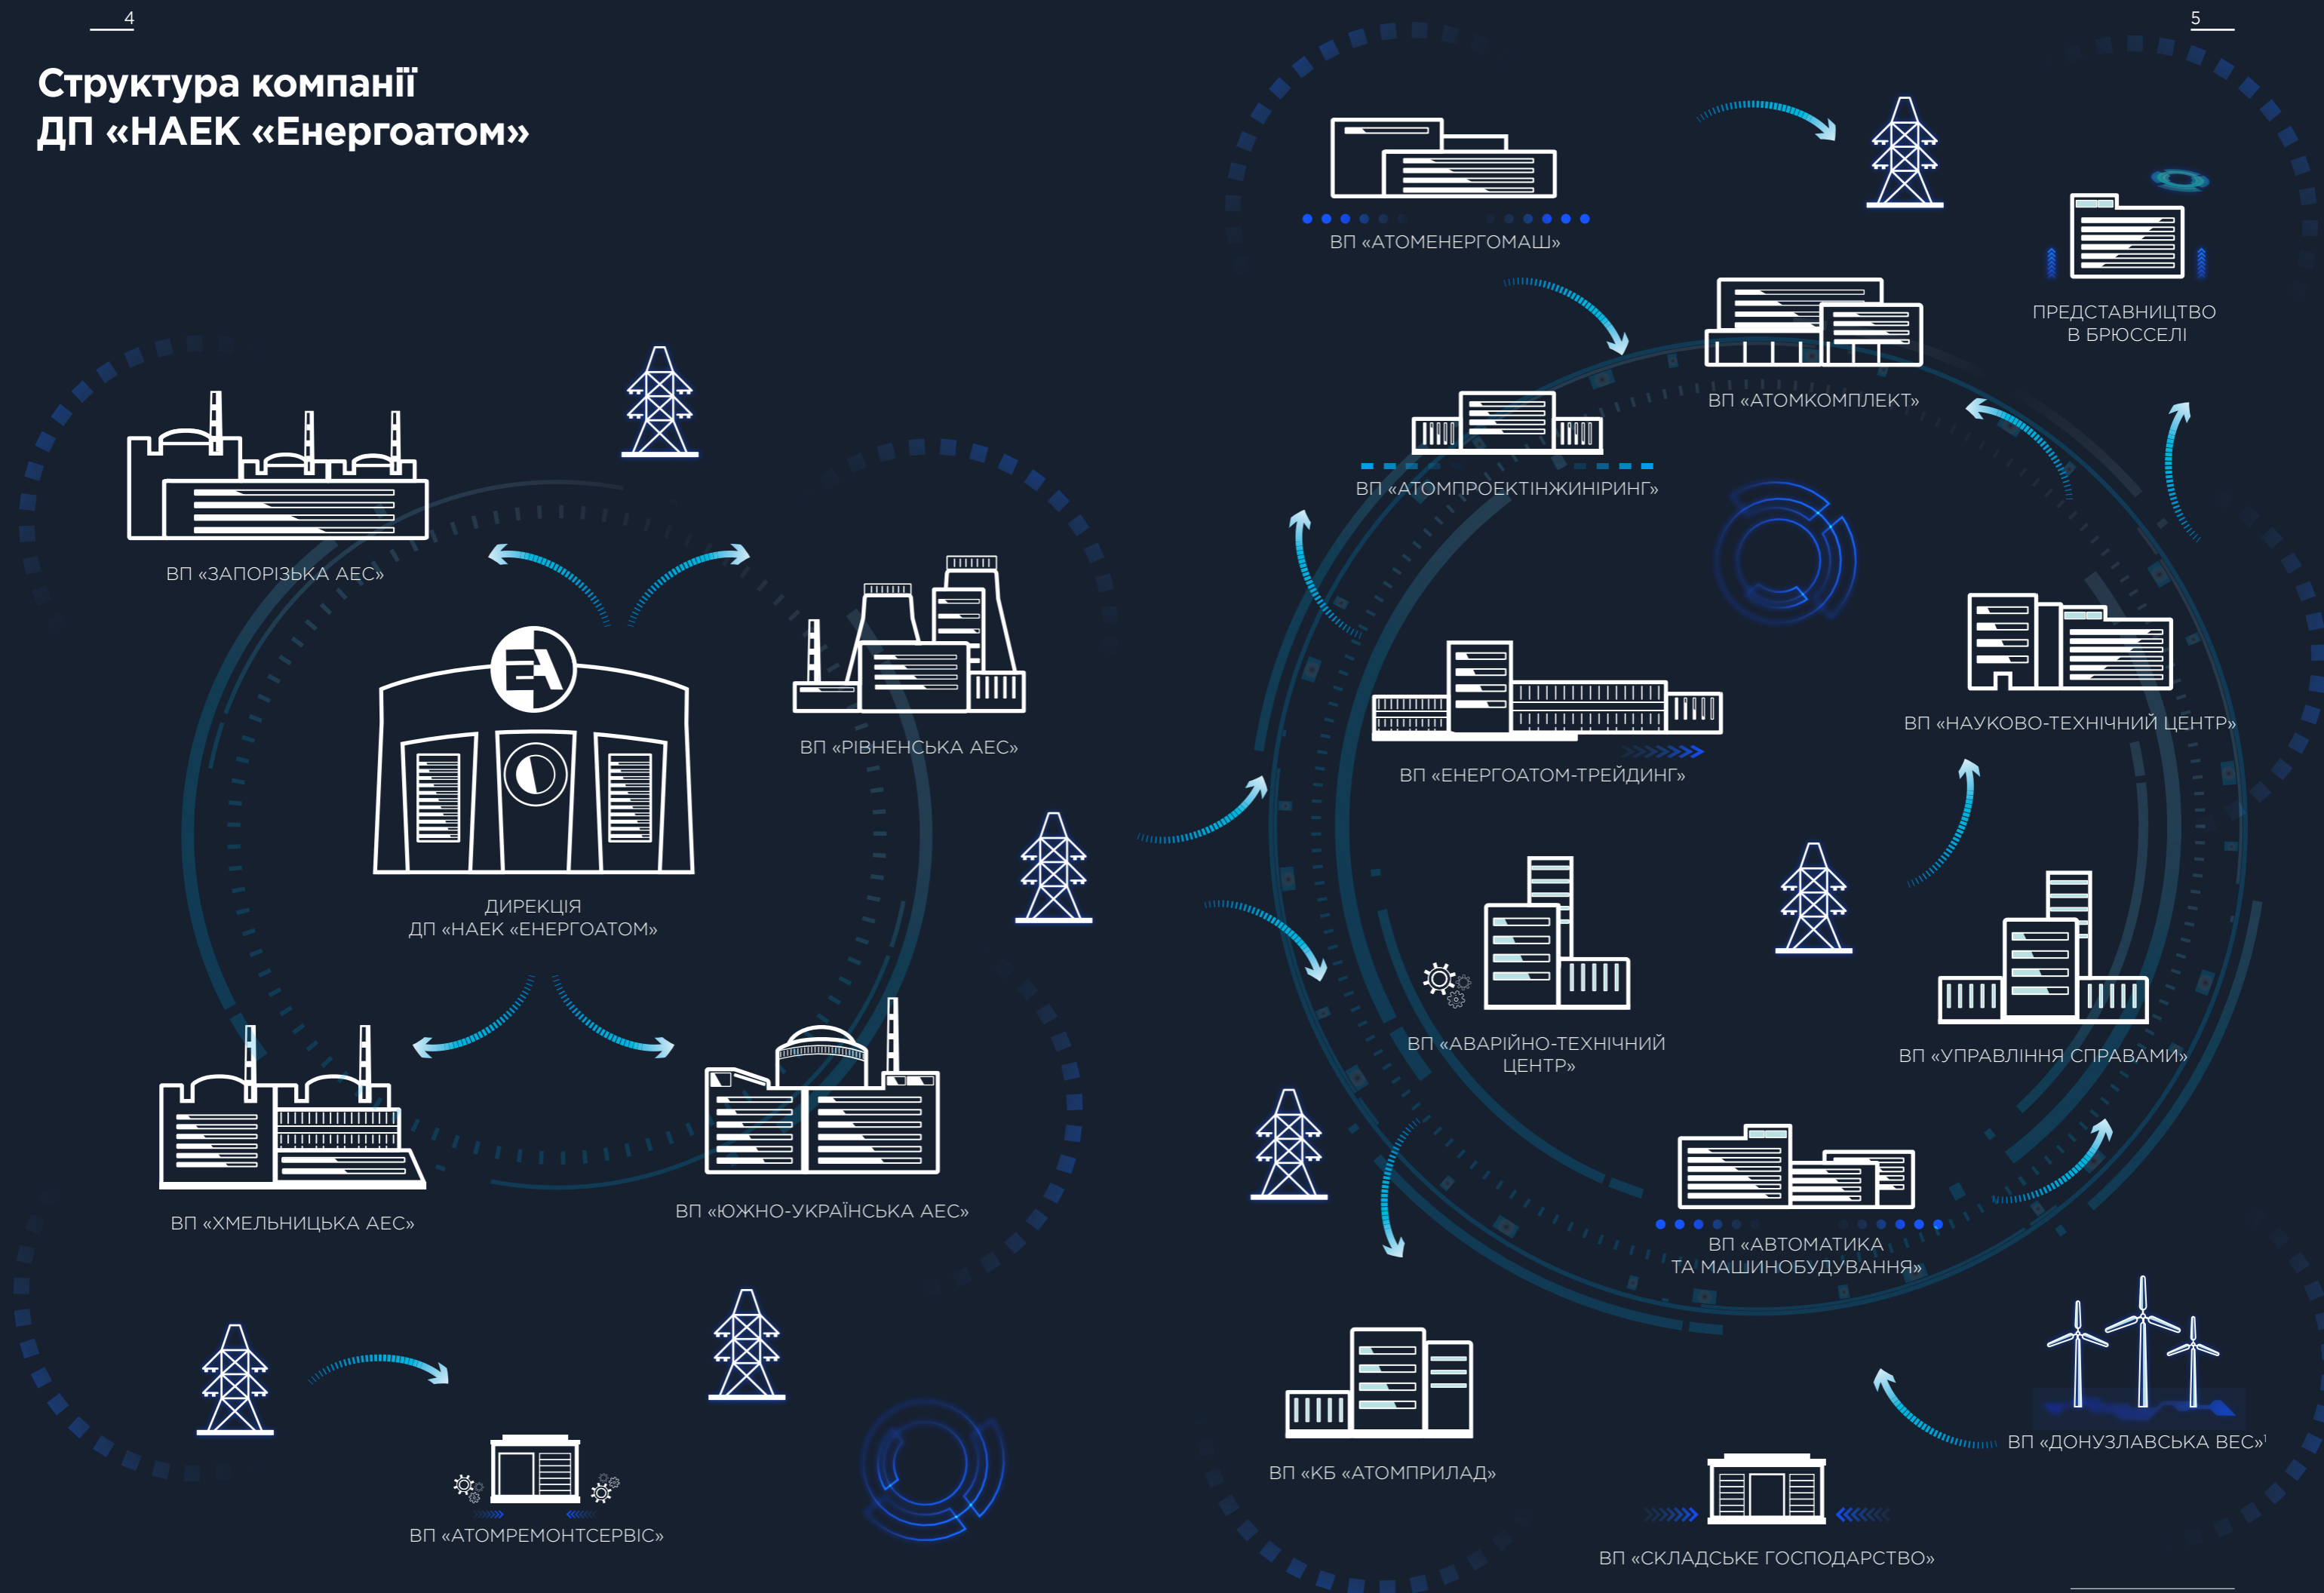 4
5
Структура компанії
ДП «НАЕК «Енергоатом»
ВП «ЗАПОРІЗЬКА АЕС»
ВП «РІВНЕНСЬКА АЕС»
EA
ДИРЕКЦІЯ
ДП «НАЕК «ЕНЕРГОАТОМ»
ВП «ХМЕЛЬНИЦЬКА АЕС»
ВП «ЮЖНО-УКРАЇНСЬКА АЕС»
ВП «АТОМРЕМОНТСЕРВІС»
ВП «АТОМЕНЕРГОМАШ»
ПРЕДСТАВНИЦТВО
В БРЮССЕЛІ
ВП «АТОМКОМПЛЕКТ»
ВП «АТОМПРОЕКТІНЖИНІРИНГ»
ВП «НАУКОВО-ТЕХНІЧНИЙ ЦЕНТР»
ВП «ЕНЕРГОАТОМ-ТРЕЙДИНГ»
ВП «АВАРІЙНО-ТЕХНІЧНИЙ
ЦЕНТР»
ВП «УПРАВЛІННЯ СПРАВАМИ»
ВП «АВТОМАТИКА
ТА МАШИНОБУДУВАННЯ»
ВП «ДОНУЗЛАВСЬКА ВЕС»¹
ВП «КБ «АТОМПРИЛАД»
ВП «СКЛАДСЬКЕ ГОСПОДАРСТВО»